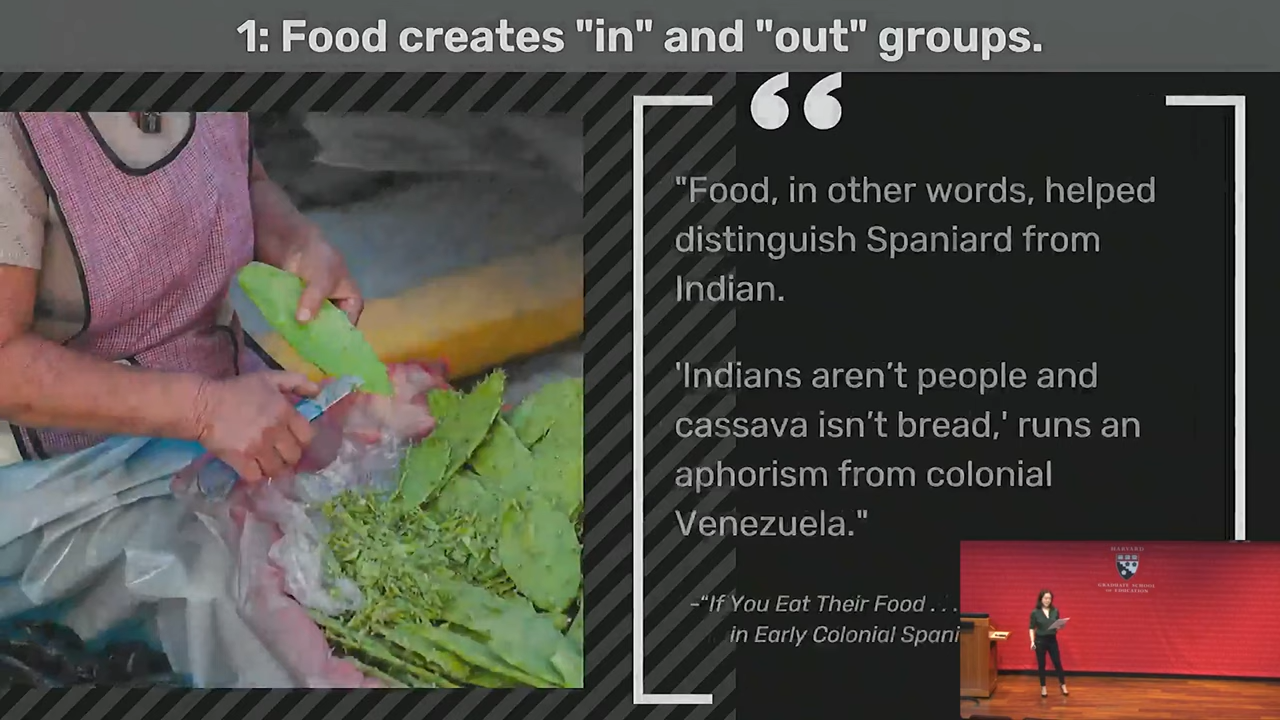 1: Food creates "in" and "out" groups.
“
"Food, in other words, helped
distinguish Spaniard from
Indian.
'Indians aren’t people and
cassava isn’t bread,' runs an
aphorism from colonial
Venezuela."
–“If You Eat Their Food . . .
in Early Colonial Spani
HARVARD
GRADUATE SCHOOL
OF EDUCATION